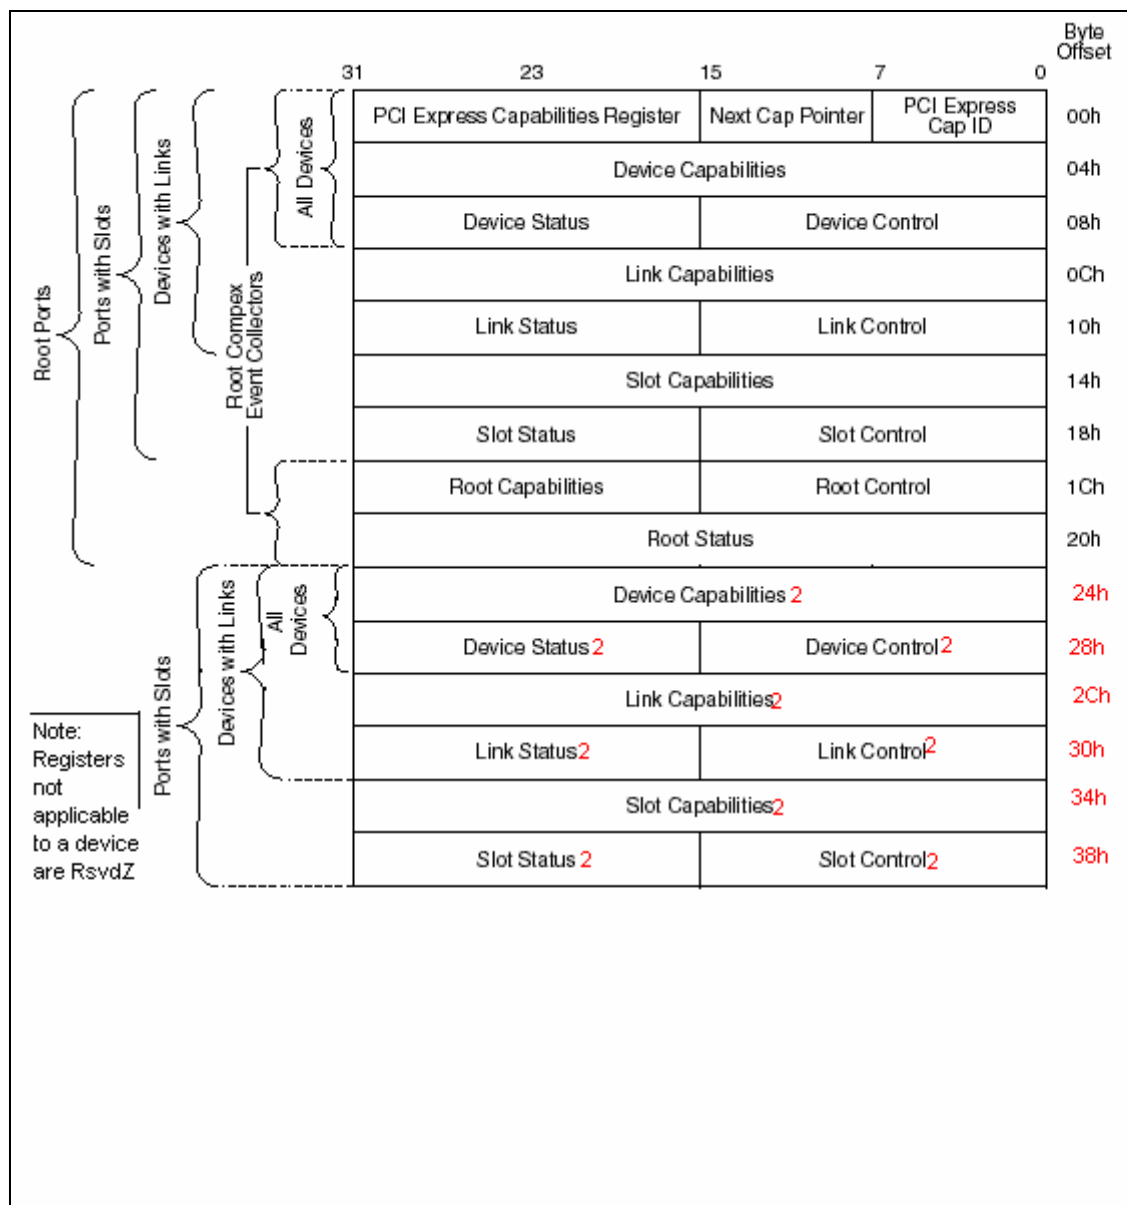 Byte
Offset
31 23 15 7 0
PCI Express Capabilities Register Next Cap Pointer PCI Express
Cap ID 00h
Device Capabilities 04h
Device Status Device Control 08h
Link Capabilities 0Ch
Link Status Link Control 10h
Slot Capabilities 14h
Slot Status Slot Control 18h
Root Capabilities Root Control 1Ch
Root Status 20h
Device Capabilities 2 24h
Device Status 2 Device Control 2 28h
Link Capabilities 2 2Ch
Link Status 2 Link Control 2 30h
Slot Capabilities 2 34h
Slot Status 2 Slot Control 2 38h
Root Ports
Ports with Slots
Devices with Links
Root Compex
Event Collectors
All Devices
Ports with Slots
Devices with Links
All
Devices
Note:
Registers
not
applicable
to a device
are RsvdZ